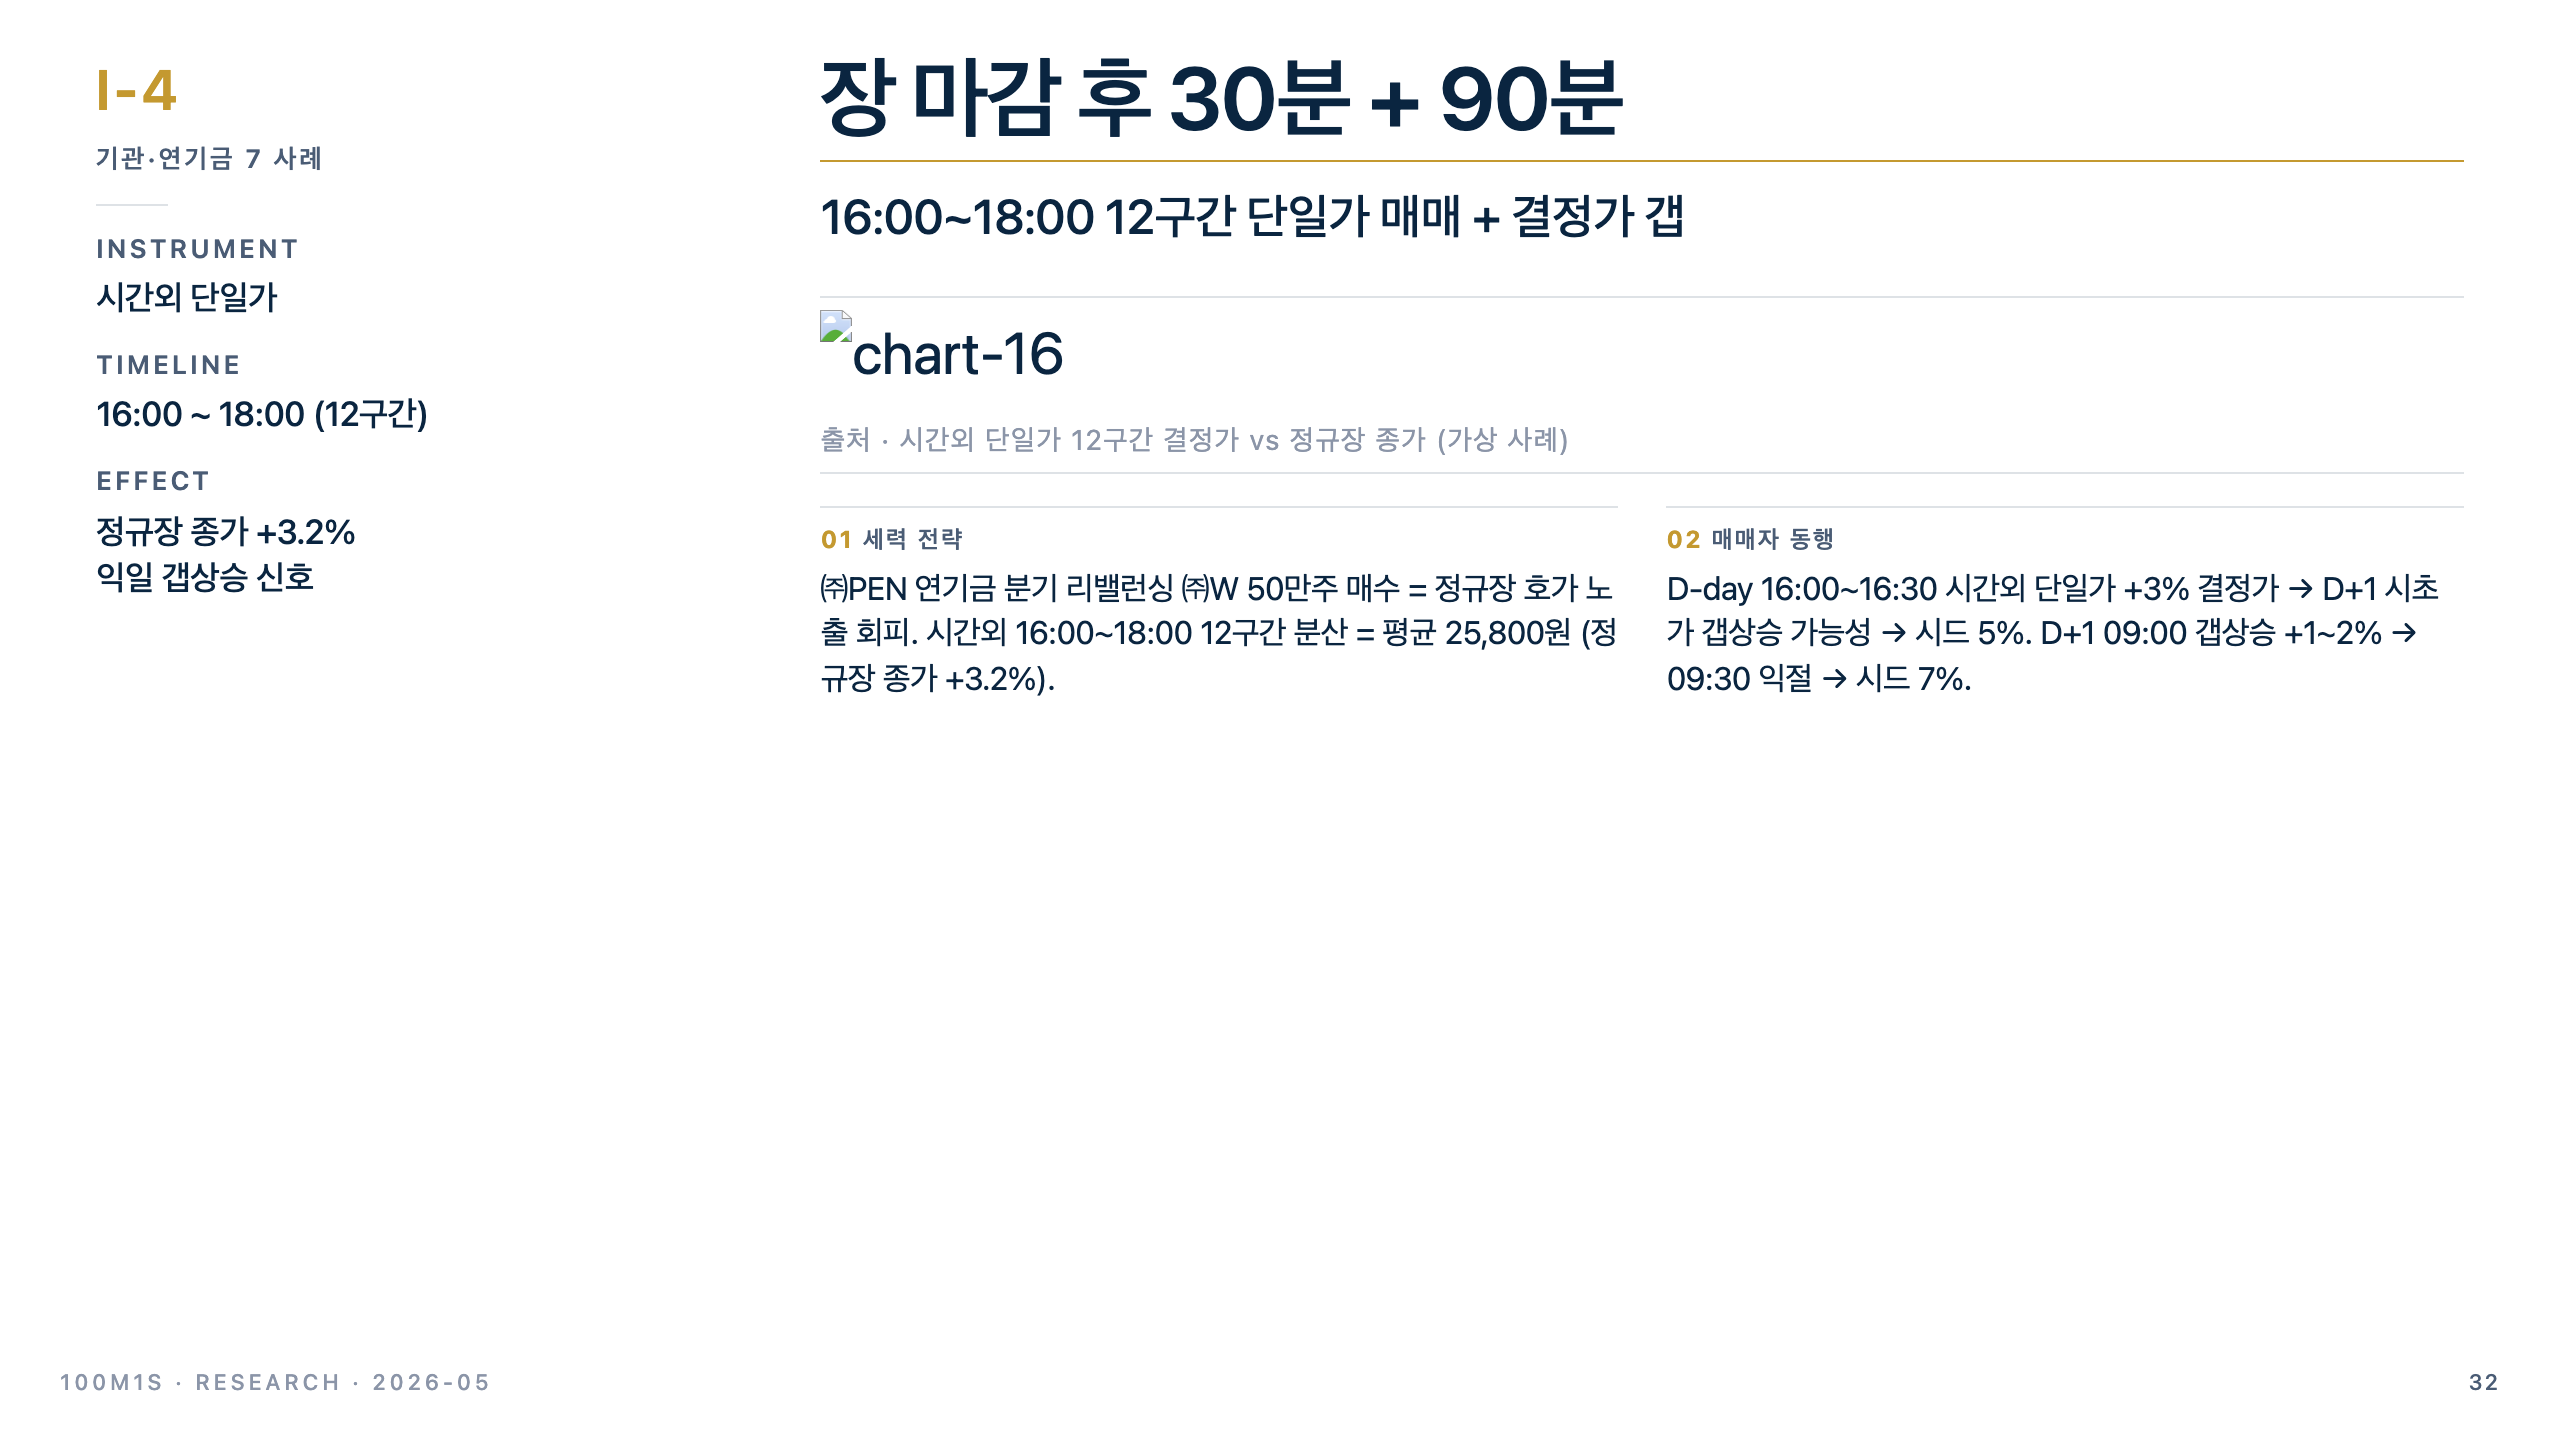 I-4
기관·연기금 7 사례
INSTRUMENT
시간외 단일가
TIMELINE
16:00 ~ 18:00 (12구간)
EFFECT
정규장 종가 +3.2%
익일 갭상승 신호
장 마감 후 30분 + 90분
16:00~18:00 12구간 단일가 매매 + 결정가 갭
chart-16
출처 · 시간외 단일가 12구간 결정가 vs 정규장 종가 (가상 사례)
01 세력 전략
㈜PEN 연기금 분기 리밸런싱 ㈜W 50만주 매수 = 정규장 호가 노
출 회피. 시간외 16:00~18:00 12구간 분산 = 평균 25,800원 (정
규장 종가 +3.2%).
02 매매자 동행
D-day 16:00~16:30 시간외 단일가 +3% 결정가 → D+1 시초
가 갭상승 가능성 → 시드 5%. D+1 09:00 갭상승 +1~2% →
09:30 익절 → 시드 7%.
100M1S · RESEARCH · 2026-05
32